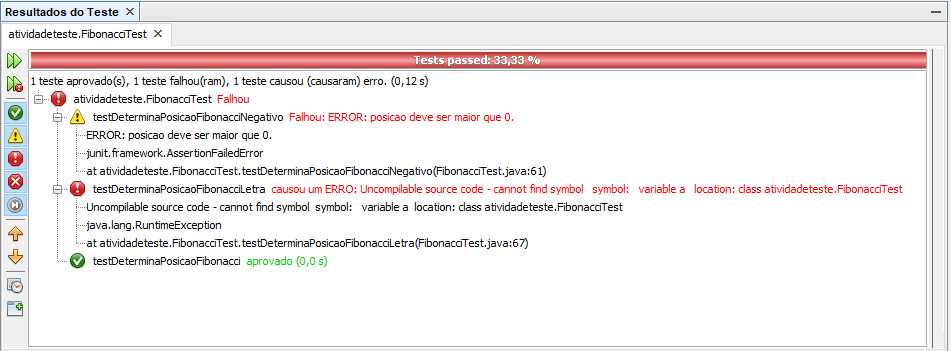 Resultados do Teste
atividadeteste.FibonacciTest
Tests passed: 33,33 %
1 teste aprovado(s), 1 teste falhou(ram), 1 teste causou (causaram) erro. (0,12 s)
atividadeteste.FibonacciTest Falhou
testDeterminaPosicaoFibonacciNegativo Falhou: ERROR: posicao deve ser maior que 0.
ERROR: posicao deve ser maior que 0.
junit.framework.AssertionFailedError
at atividadeteste.FibonacciTest.testDeterminaPosicaoFibonacciNegativo(FibonacciTest.java:61)
testDeterminaPosicaoFibonacciLetra causou um ERRO: Uncompilable source code - cannot find symbol symbol: variable a location: class atividadeteste.FibonacciTest
Uncompilable source code - cannot find symbol symbol: variable a location: class atividadeteste.FibonacciTest
java.lang.RuntimeException
at atividadeteste.FibonacciTest.testDeterminaPosicaoFibonacciLetra(FibonacciTest.java:67)
testDeterminaPosicaoFibonacci aprovado (0,0 s)